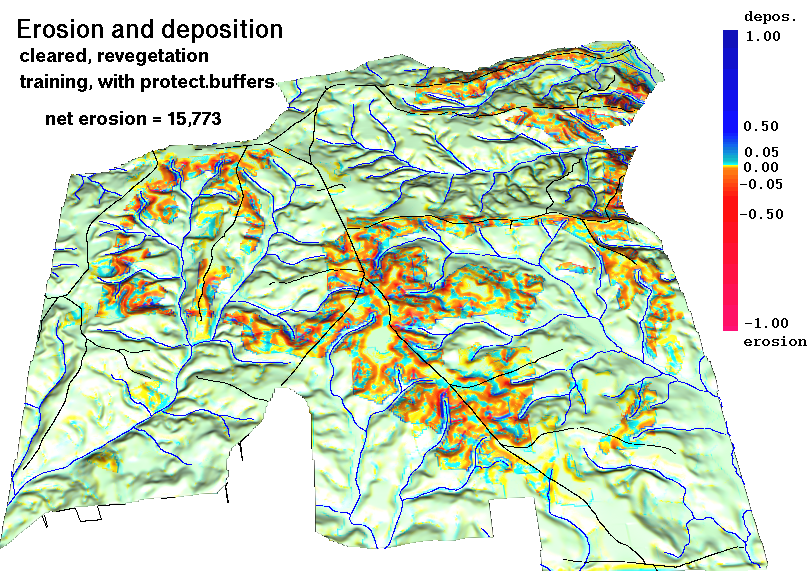 Erosion and deposition
cleared, revegetation
training, with protect.buffers
net erosion = 15,773
depos.
1.00
0.50
0.05
0.00
-0.05
-0.50
-1.00
erosion